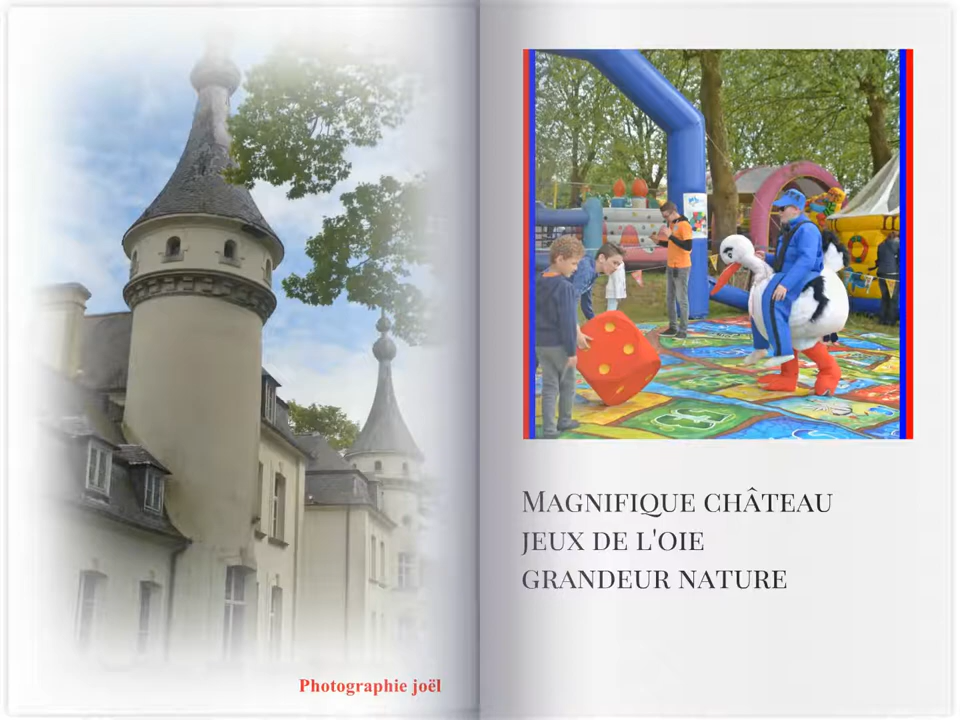 Photographie joël
Magnifique château
jeux de l'oie
grandeur nature